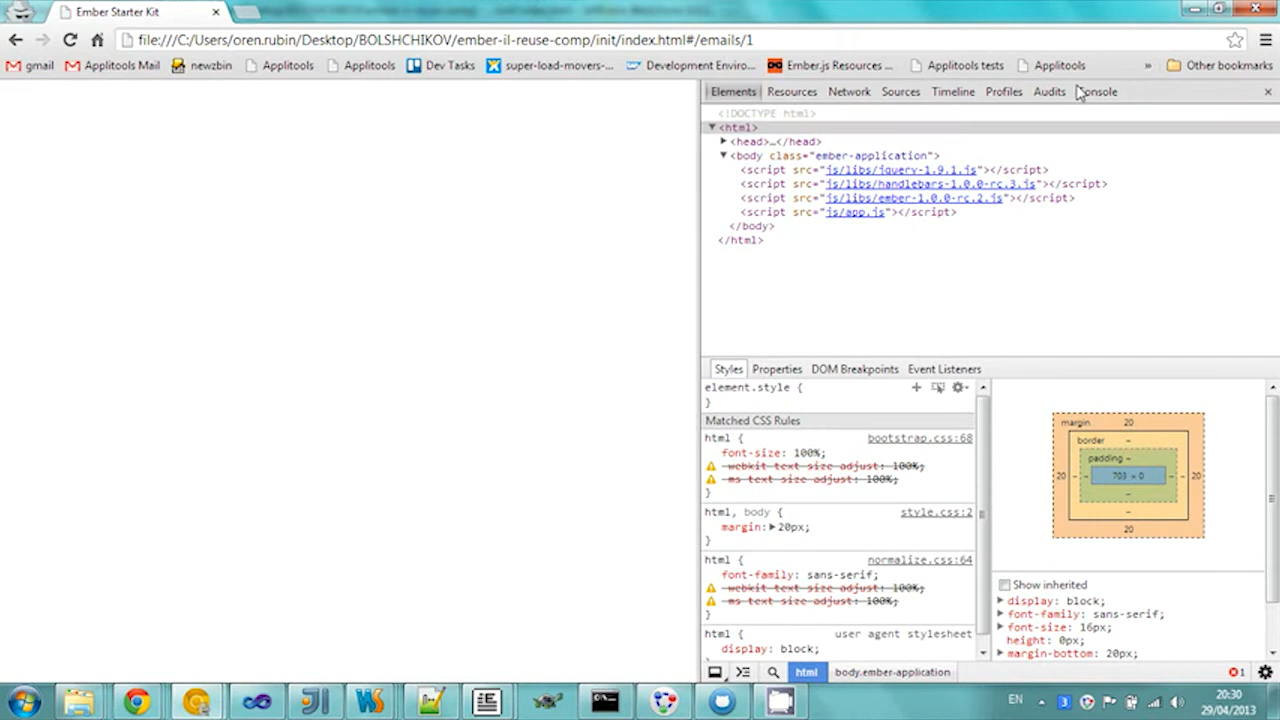 Ember Starter Kit
file:///C:/Users/oren.rubin/Desktop/BOLSHCHIKOV/ember-il-reuse-comp/init/index.html#/emails/1
gmail Applitools Mail newzbin Applitools Applitools Dev Tasks super-load-movers-... Development Enviro... Ember.js Resources ... Applitools tests Applitools » Other bookmarks
Elements Resources Network Sources Timeline Profiles Audits Console
<!DOCTYPE html>
<html>
<head>…</head>
<body class="ember-application">
<script src="js/libs/jquery-1.9.1.js"></script>
<script src="js/libs/handlebars-1.0.0-rc.3.js"></script>
<script src="js/libs/ember-1.0.0-rc.2.js"></script>
<script src="js/app.js"></script>
</body>
</html>
Styles Properties DOM Breakpoints Event Listeners
element.style {
}
Matched CSS Rules
html { bootstrap.css:68
font-size: 100%;
-webkit-text-size-adjust: 100%;
-ms-text-size-adjust: 100%;
}
html, body { style.css:2
margin: 20px;
}
html { normalize.css:64
font-family: sans-serif;
-webkit-text-size-adjust: 100%;
-ms-text-size-adjust: 100%;
}
html { user agent stylesheet
display: block;
margin 20
border –
padding –
20 – – 703 × 0 – – 20
–
–
20
Show inherited
display: block;
font-family: sans-serif;
font-size: 16px;
height: 0px;
margin-bottom: 20px;
html body.ember-application 1
EN 20:30
29/04/2013